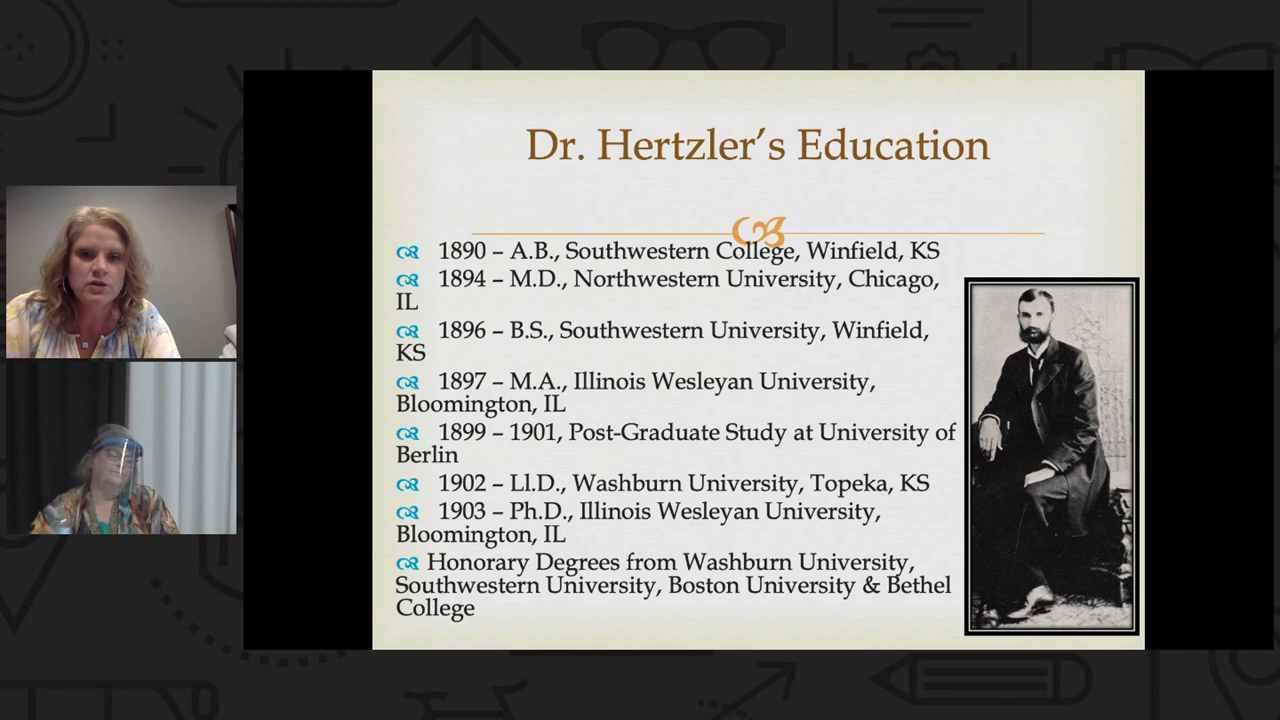 Dr. Hertzler’s Education
1890 – A.B., Southwestern College, Winfield, KS
1894 – M.D., Northwestern University, Chicago,
IL
1896 – B.S., Southwestern University, Winfield,
KS
1897 – M.A., Illinois Wesleyan University,
Bloomington, IL
1899 – 1901, Post-Graduate Study at University of
Berlin
1902 – Ll.D., Washburn University, Topeka, KS
1903 – Ph.D., Illinois Wesleyan University,
Bloomington, IL
Honorary Degrees from Washburn University,
Southwestern University, Boston University & Bethel
College